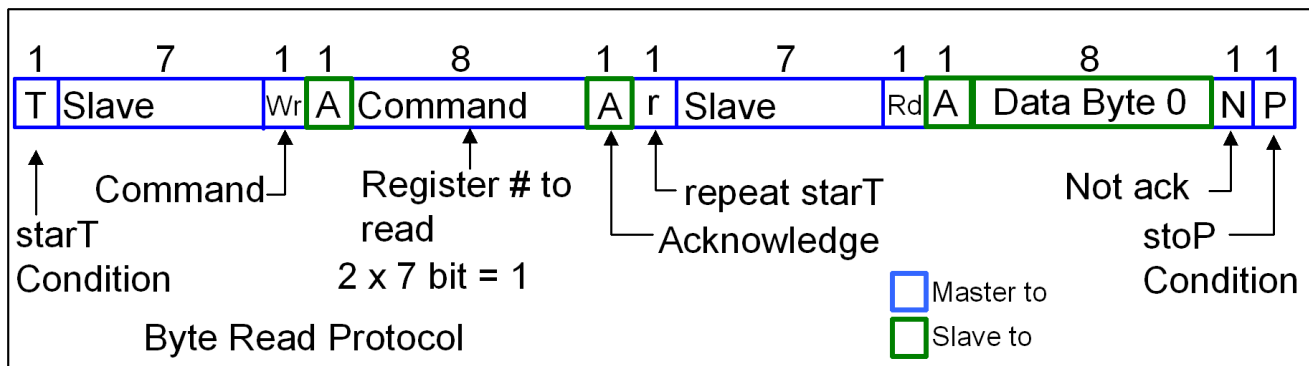 1 7 1 1 8 1 1 7 1 1 8 1 1
T Slave Wr A Command A r Slave Rd A Data Byte 0 N P
Command
Register # to
read
2 x 7 bit = 1
repeat starT
Acknowledge
Not ack
starT
Condition
stoP
Condition
Master to
Slave to
Byte Read Protocol